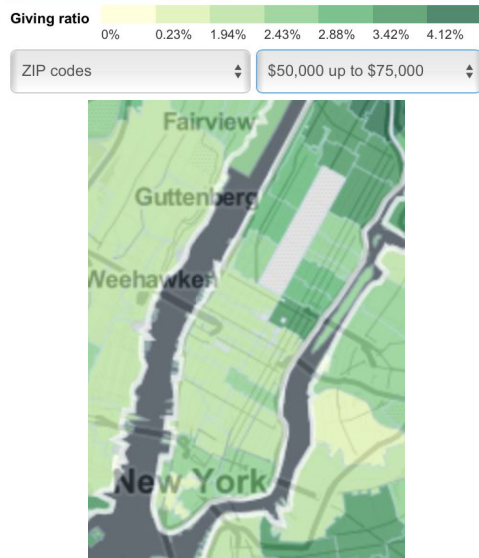 Giving ratio
0% 0.23% 1.94% 2.43% 2.88% 3.42% 4.12%
ZIP codes $50,000 up to $75,000
Fairview
Guttenberg
Weehawken
New York